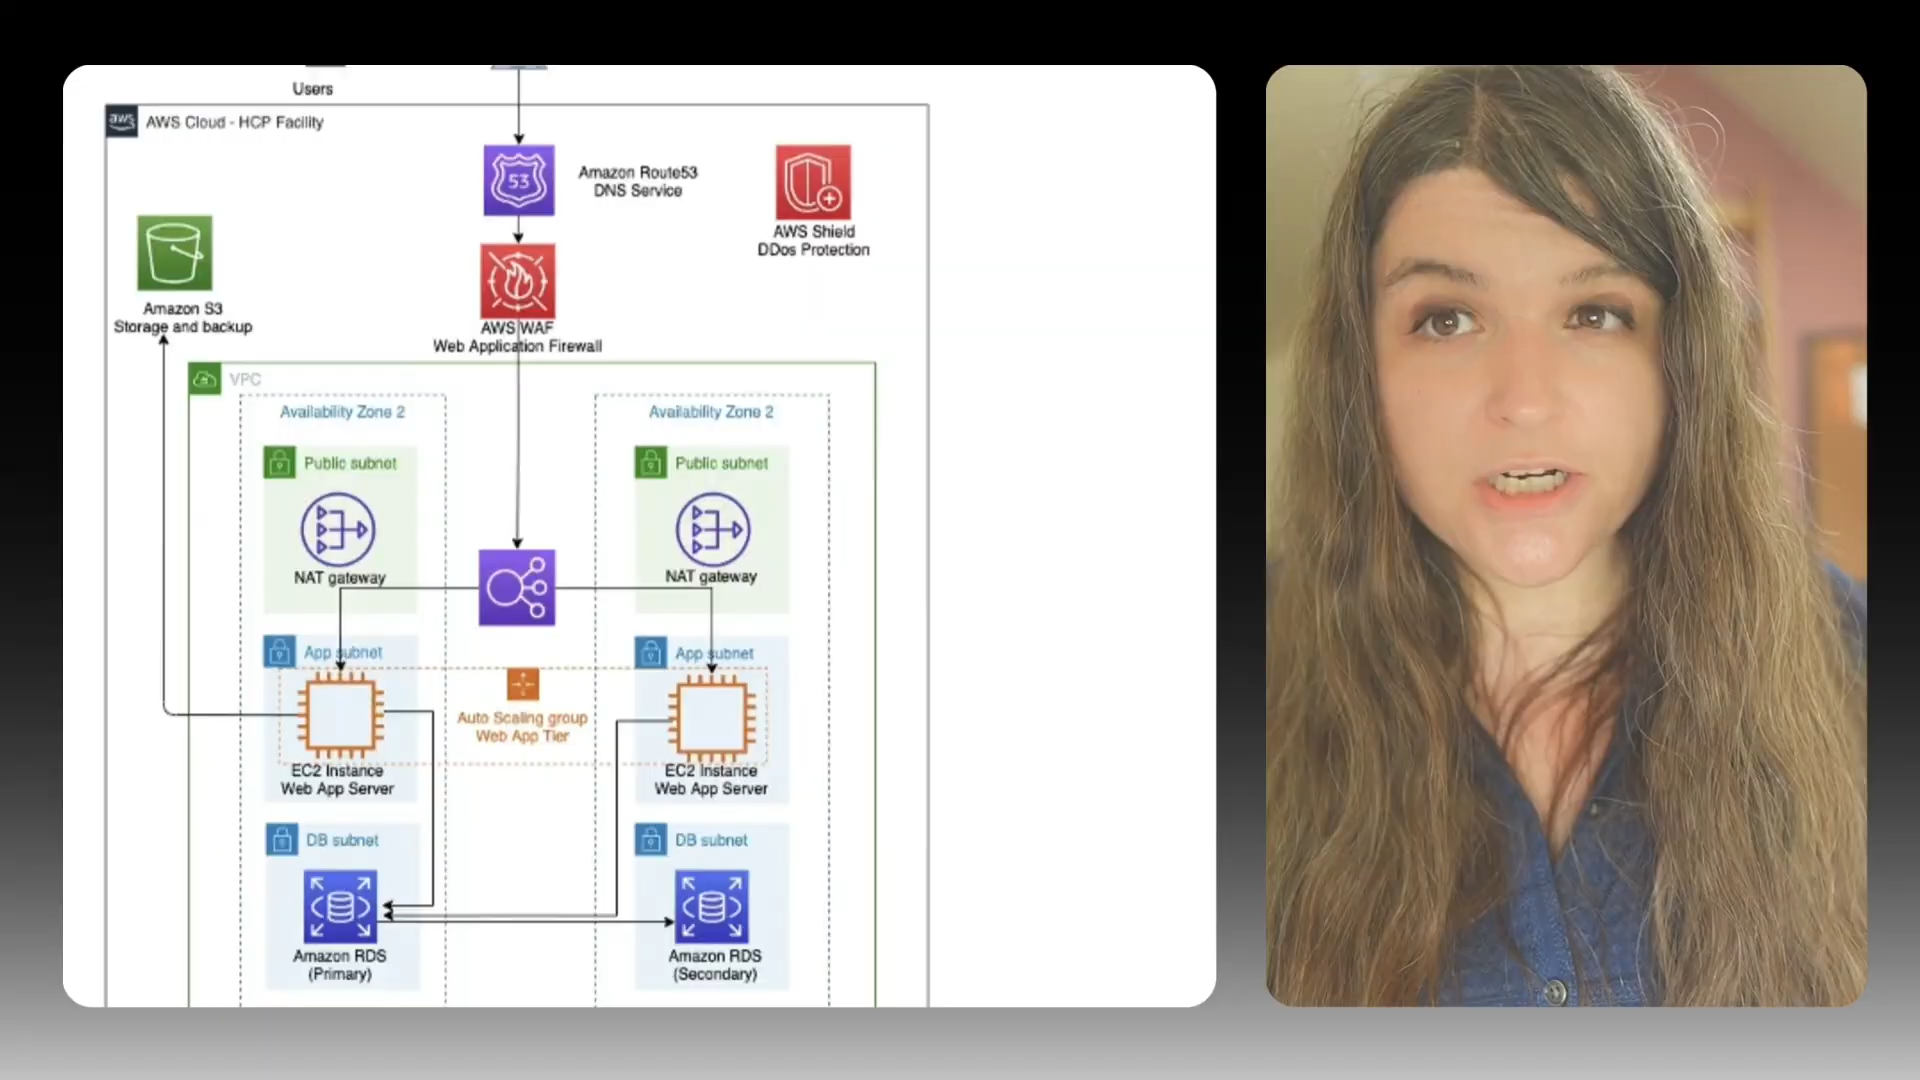 Users
aws
AWS Cloud - HCP Facility
53
Amazon Route53
DNS Service
AWS Shield
DDos Protection
Amazon S3
Storage and backup
AWS WAF
Web Application Firewall
VPC
Availability Zone 2
Availability Zone 2
Public subnet
Public subnet
NAT gateway
NAT gateway
App subnet
App subnet
Auto Scaling group
Web App Tier
EC2 Instance
Web App Server
EC2 Instance
Web App Server
DB subnet
DB subnet
Amazon RDS
(Primary)
Amazon RDS
(Secondary)